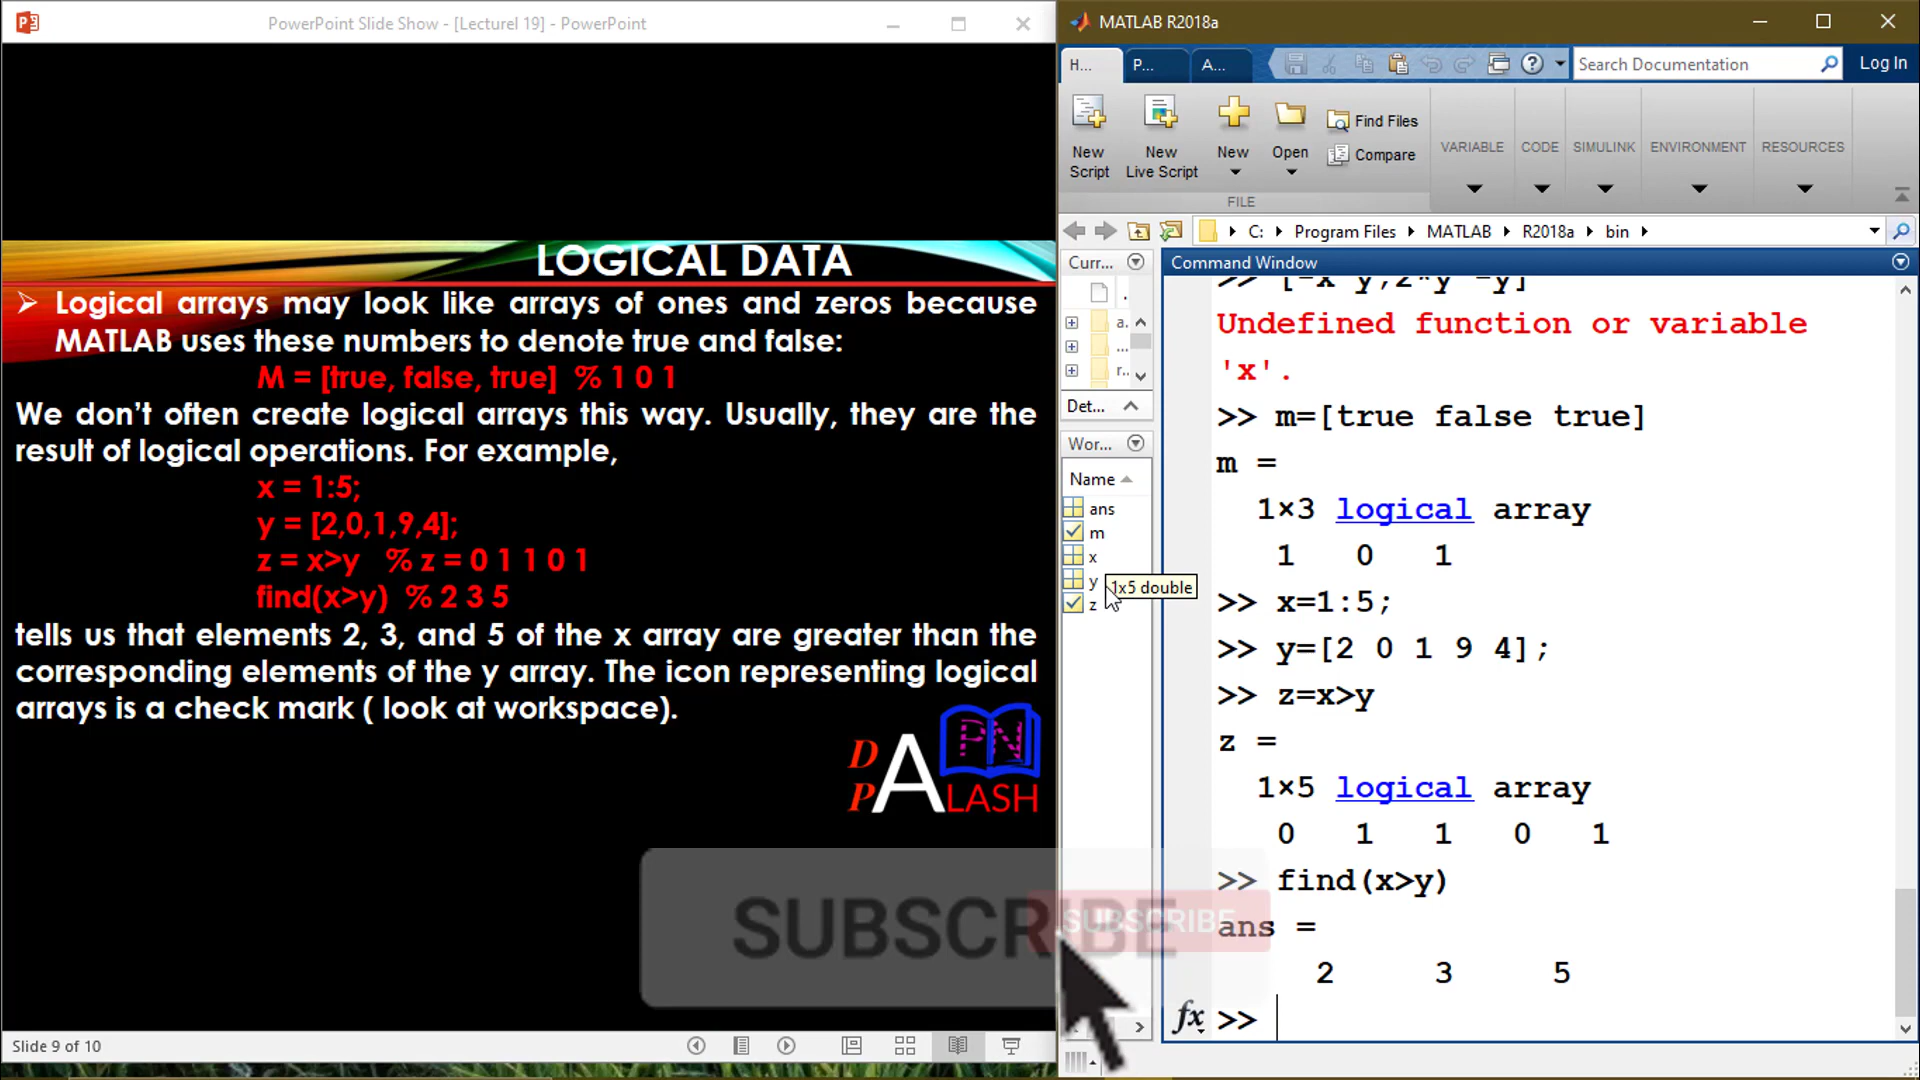 PowerPoint Slide Show - [Lecturel 19] - PowerPoint
LOGICAL DATA
Logical arrays may look like arrays of ones and zeros because
MATLAB uses these numbers to denote true and false:
M = [true, false, true] % 1 0 1
We don't often create logical arrays this way. Usually, they are the
result of logical operations. For example,
x = 1:5;
y = [2,0,1,9,4];
z = x>y % z = 0 1 1 0 1
find(x>y) % 2 3 5
tells us that elements 2, 3, and 5 of the x array are greater than the
corresponding elements of the y array. The icon representing logical
arrays is a check mark ( look at workspace).
D PN
P A LASH
SUBSCRIBE
SUBSCRIBE
Slide 9 of 10
MATLAB R2018a
H... P... A... Search Documentation Log In
New Script
New Live Script
New
Open
Find Files
Compare
FILE
VARIABLE CODE SIMULINK ENVIRONMENT RESOURCES
C: Program Files MATLAB R2018a bin
Curr...
.
a.
...
r..
Det...
Wor...
Name
ans
m
x
y
z
1x5 double
Command Window
>> [-x y;2*y -y]
Undefined function or variable
'x'.
>> m=[true false true]
m =
1×3 logical array
1 0 1
>> x=1:5;
>> y=[2 0 1 9 4];
>> z=x>y
z =
1×5 logical array
0 1 1 0 1
>> find(x>y)
ans =
2 3 5
fx >>